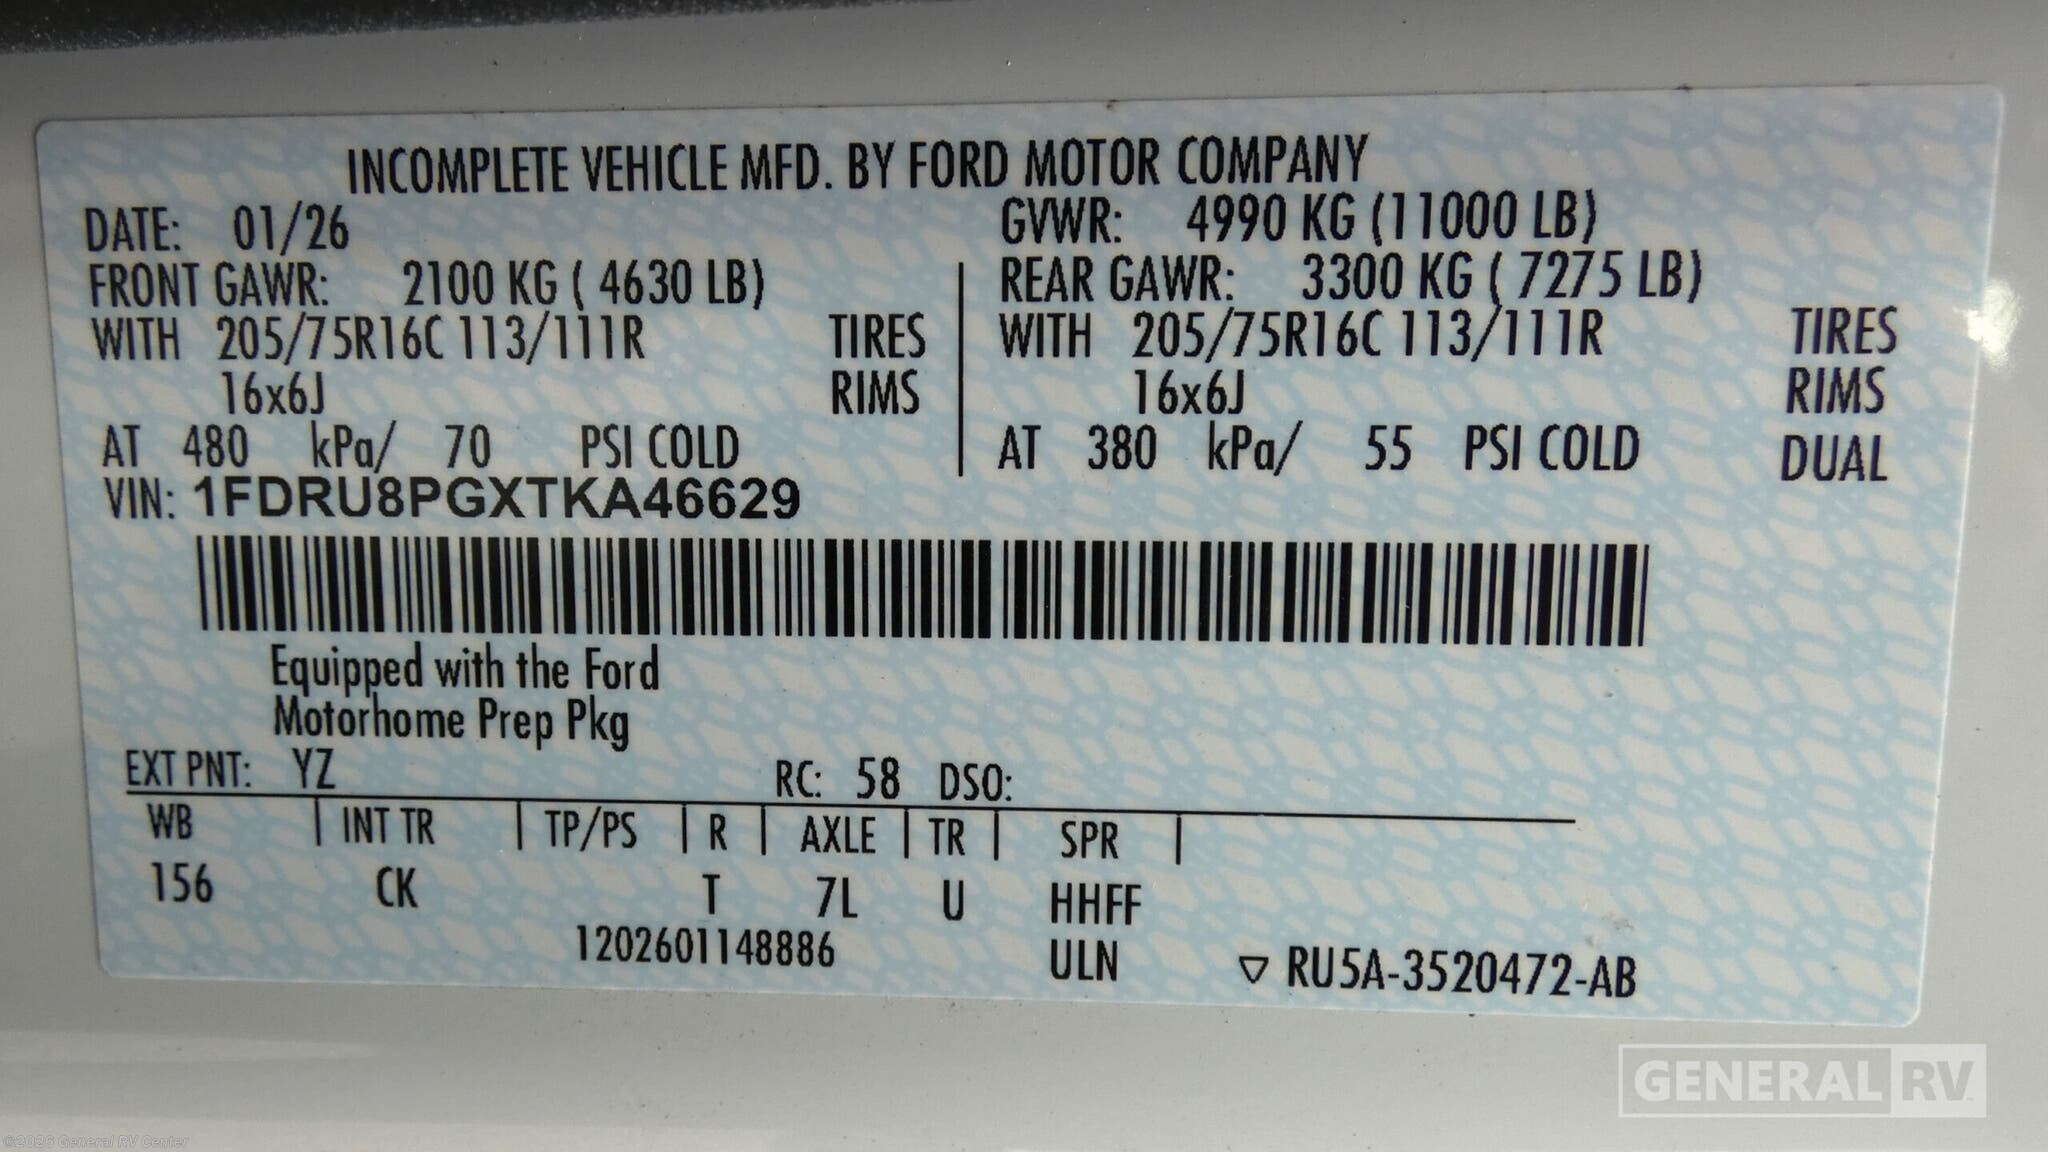 INCOMPLETE VEHICLE MFD. BY FORD MOTOR COMPANY
DATE: 01/26 GVWR: 4990 KG (11000 LB)
FRONT GAWR: 2100 KG ( 4630 LB) REAR GAWR: 3300 KG ( 7275 LB)
WITH 205/75R16C 113/111R TIRES WITH 205/75R16C 113/111R TIRES
16x6J RIMS 16x6J RIMS
AT 480 kPa/ 70 PSI COLD AT 380 kPa/ 55 PSI COLD DUAL
VIN: 1FDRU8PGXTKA46629
Equipped with the Ford
Motorhome Prep Pkg
EXT PNT: YZ RC: 58 DSO:
WB INT TR TP/PS R AXLE TR SPR
156 CK T 7L U HHFF
1202601148886 ULN ▽ RU5A-3520472-AB
GENERAL RV
©2026 General RV Center